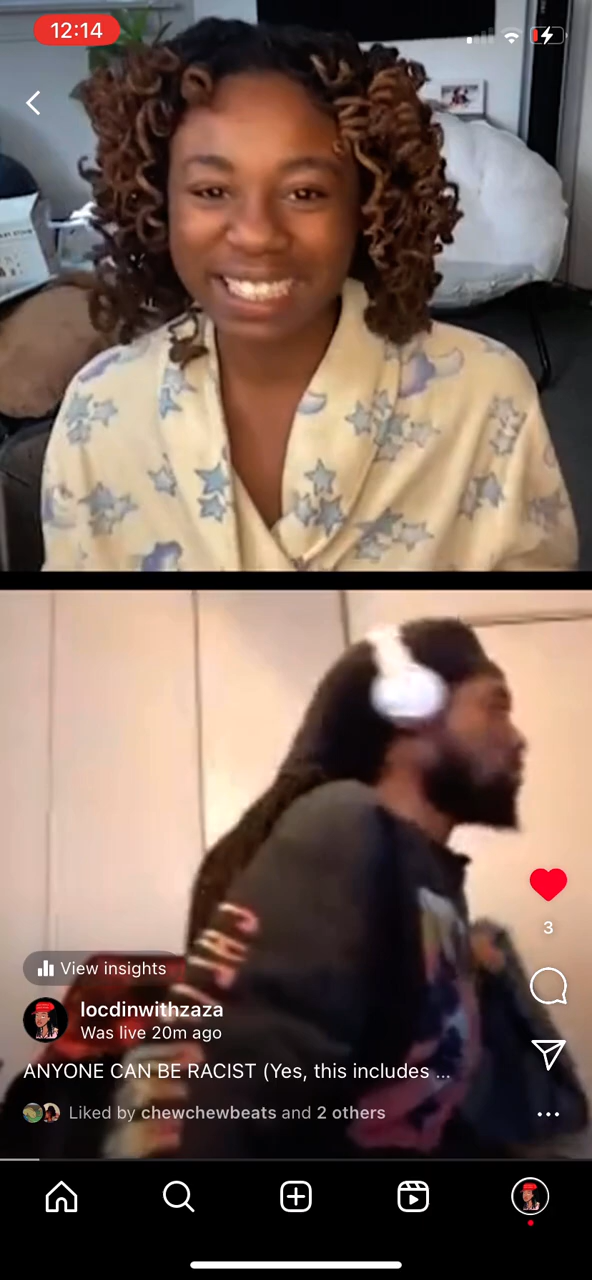 12:14
View insights
locdinwithzaza
Was live 20m ago
ANYONE CAN BE RACIST (Yes, this includes ...
Liked by chewchewbeats and 2 others
3